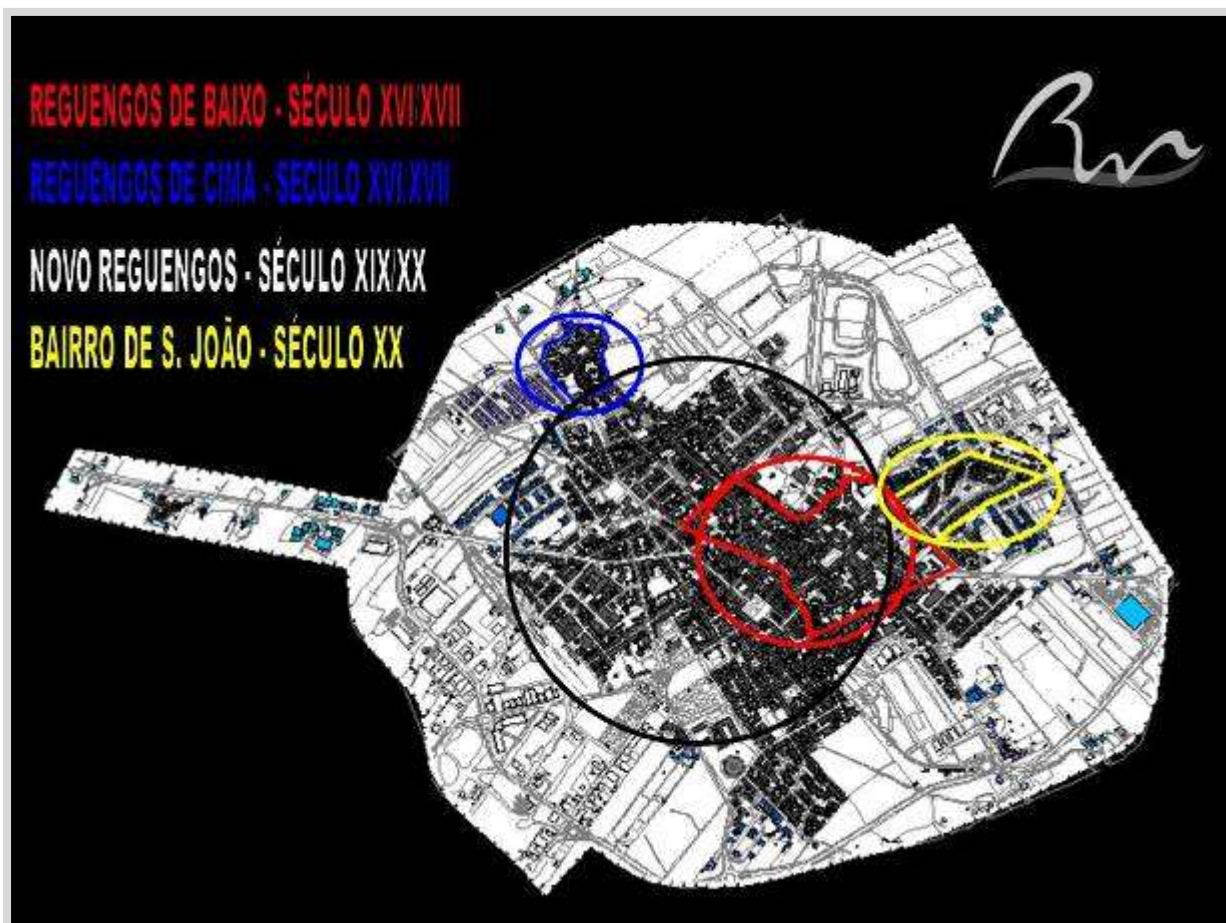 REGUENGOS DE BAIXO - SÉCULO XVI/XVII
REGUENGOS DE CIMA - SECULO XVI/XVII
NOVO REGUENGOS - SÉCULO XIX/XX
BAIRRO DE S. JOÃO - SÉCULO XX